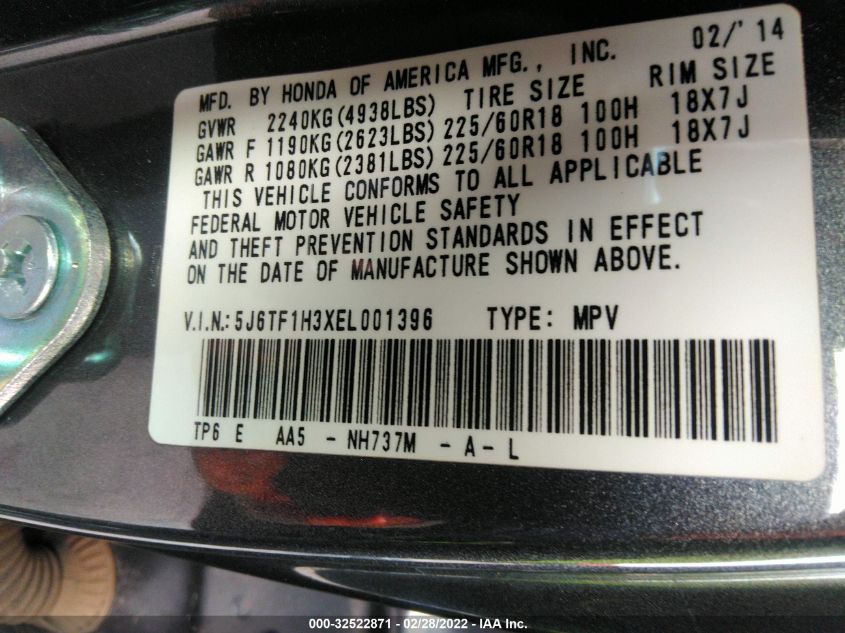 MFD. BY HONDA OF AMERICA MFG., INC. 02/'14
GVWR 2240KG(4938LBS) TIRE SIZE RIM SIZE
GAWR F 1190KG(2623LBS) 225/60R18 100H 18X7J
GAWR R 1080KG(2381LBS) 225/60R18 100H 18X7J
THIS VEHICLE CONFORMS TO ALL APPLICABLE
FEDERAL MOTOR VEHICLE SAFETY
AND THEFT PREVENTION STANDARDS IN EFFECT
ON THE DATE OF MANUFACTURE SHOWN ABOVE.
V.I.N.: 5J6TF1H3XEL001396 TYPE: MPV
TP6 E AA5 - NH737M - A - L
000-32522871 - 02/28/2022 - IAA Inc.